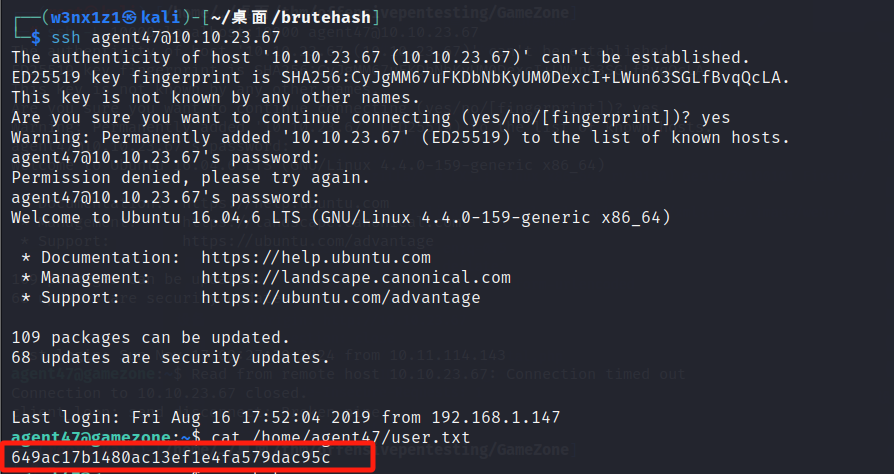 ┌──(w3nx1z1㉿kali)-[~/桌面/brutehash]
└─$ ssh agent47@10.10.23.67
The authenticity of host '10.10.23.67 (10.10.23.67)' can't be established.
ED25519 key fingerprint is SHA256:CyJgMM67uFKDbNbKyUM0DexcI+LWun63SGLfBvqQcLA.
This key is not known by any other names.
Are you sure you want to continue connecting (yes/no/[fingerprint])? yes
Warning: Permanently added '10.10.23.67' (ED25519) to the list of known hosts.
agent47@10.10.23.67's password:
Permission denied, please try again.
agent47@10.10.23.67's password:
Welcome to Ubuntu 16.04.6 LTS (GNU/Linux 4.4.0-159-generic x86_64)
* Documentation:  https://help.ubuntu.com
* Management:     https://landscape.canonical.com
* Support:        https://ubuntu.com/advantage
109 packages can be updated.
68 updates are security updates.
Last login: Fri Aug 16 17:52:04 2019 from 192.168.1.147
agent47@gamezone:~$ cat /home/agent47/user.txt
649ac17b1480ac13ef1e4fa579dac95c